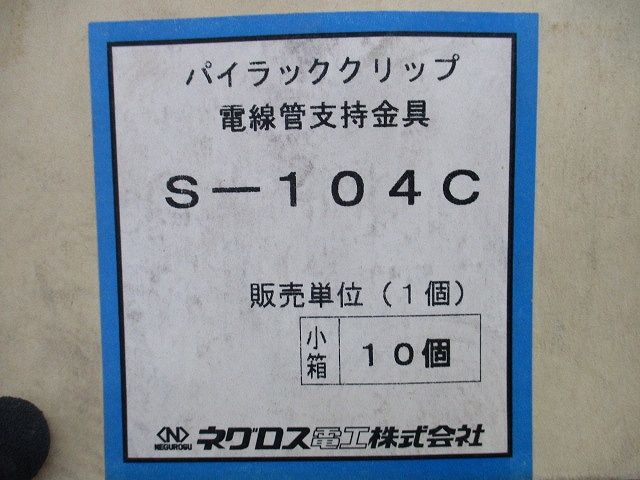 パイラッククリップ
電線管支持金具
S－104C
販売単位（1個）
小箱 10個
NEGUROSU ネグロス電工株式会社